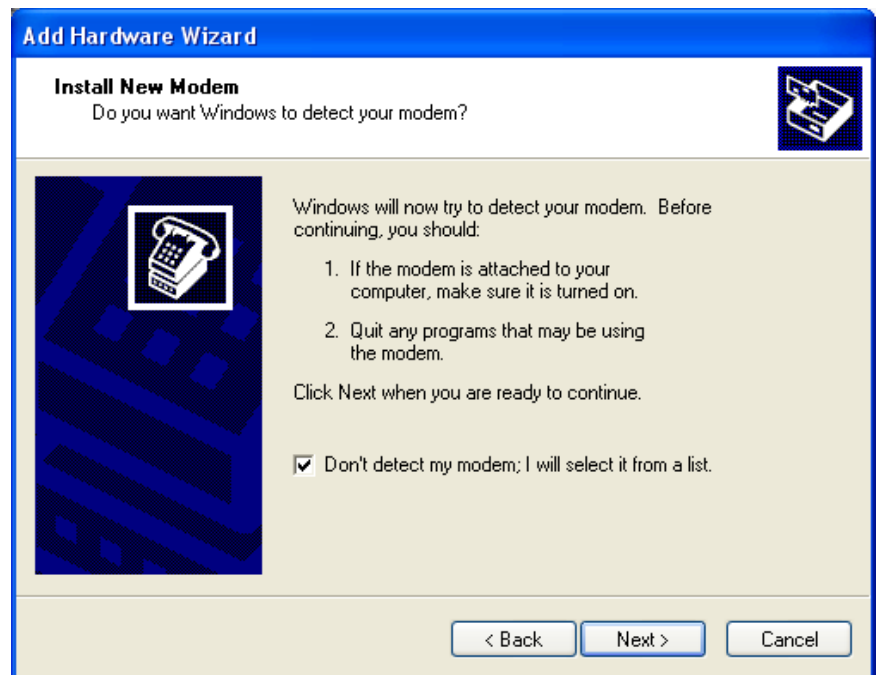 Add Hardware Wizard
Install New Modem
Do you want Windows to detect your modem?
Windows will now try to detect your modem.  Before
continuing, you should:
1. If the modem is attached to your
computer, make sure it is turned on.
2. Quit any programs that may be using
the modem.
Click Next when you are ready to continue.
Don't detect my modem; I will select it from a list.
< Back
Next >
Cancel